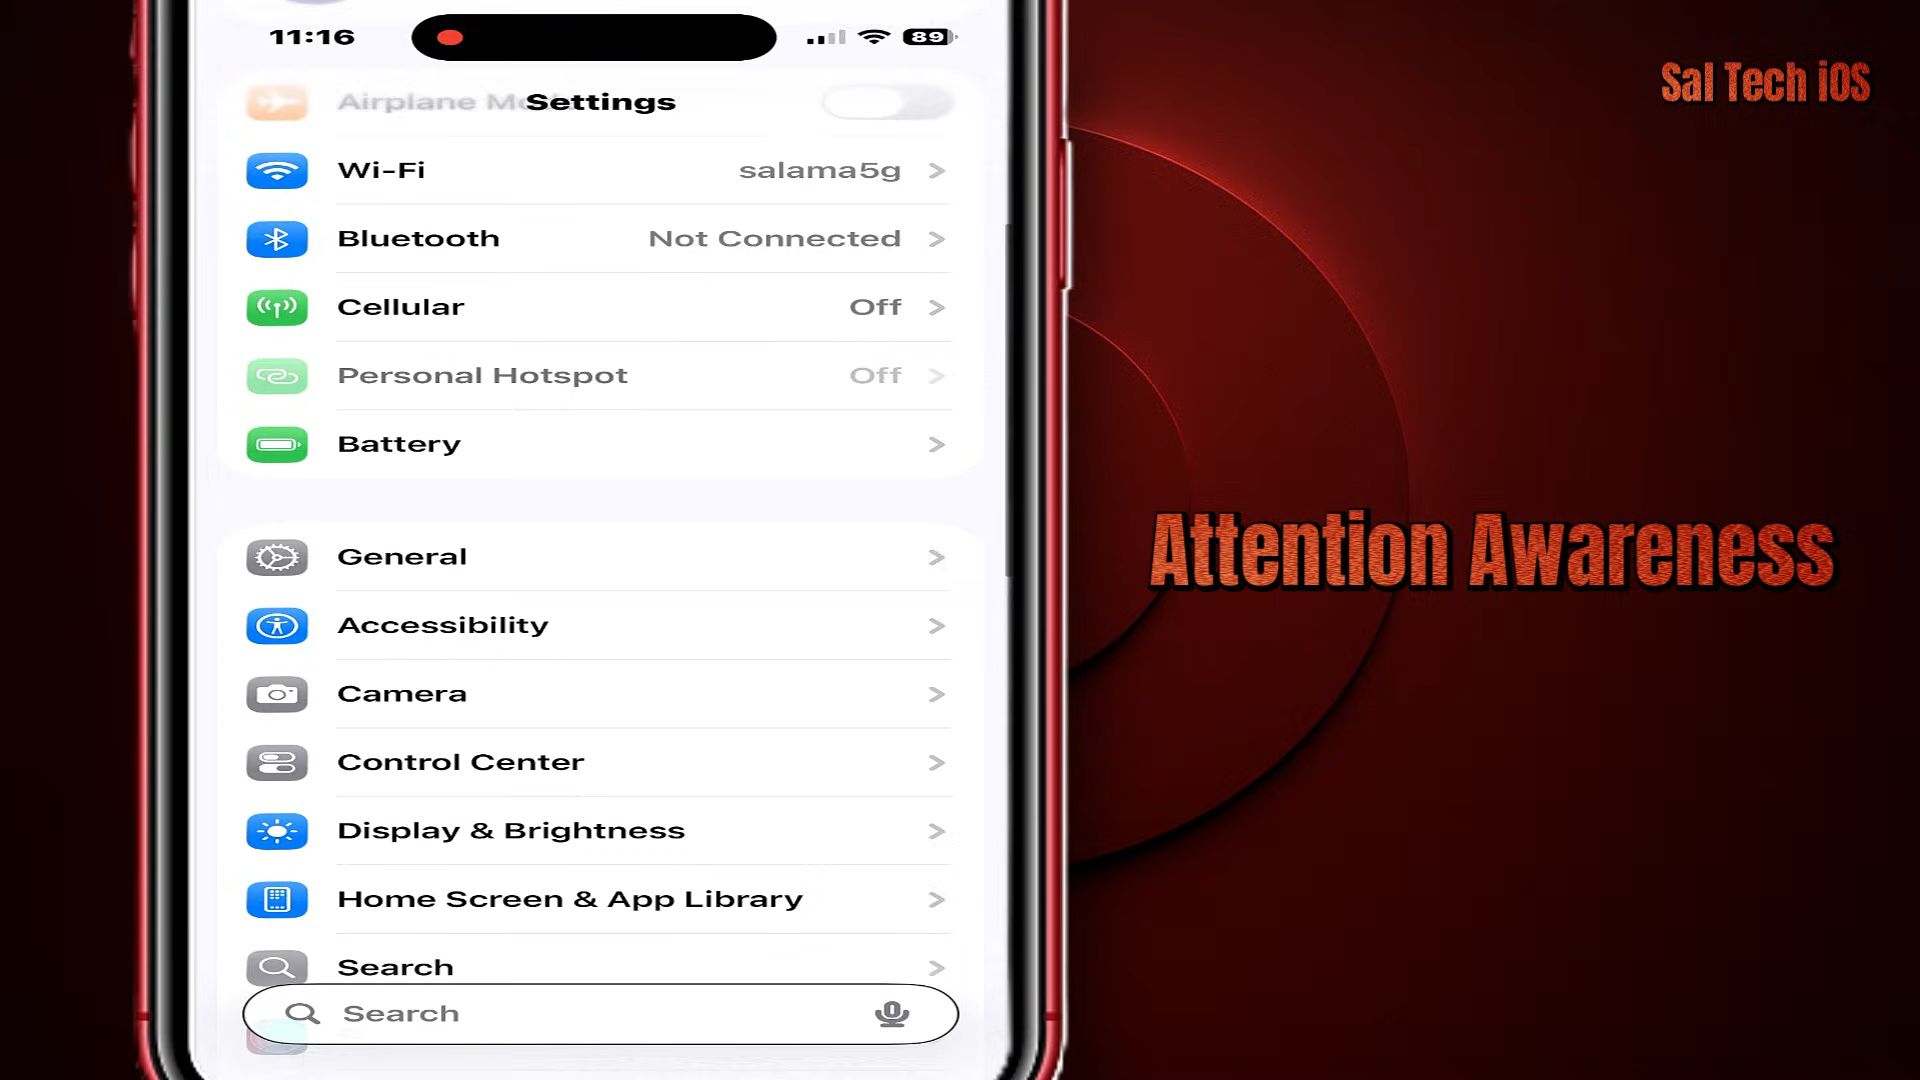 11:16
89
Sal Tech iOS
Airplane M
Settings
Wi-Fi salama5g
Bluetooth Not Connected
Cellular Off
Personal Hotspot Off
Battery
General
Attention Awareness
Accessibility
Camera
Control Center
Display & Brightness
Home Screen & App Library
Search
Search